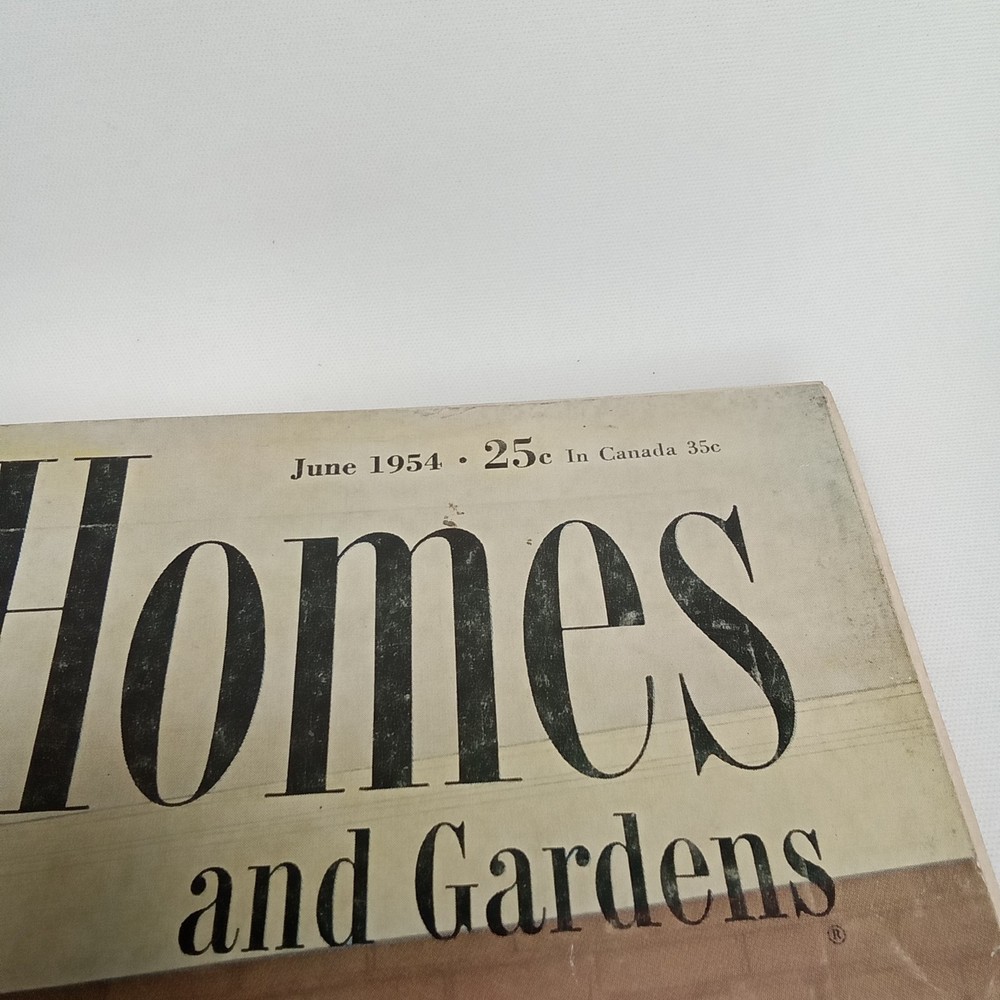 June 1954 · 25c In Canada 35c
Homes
and Gardens
®